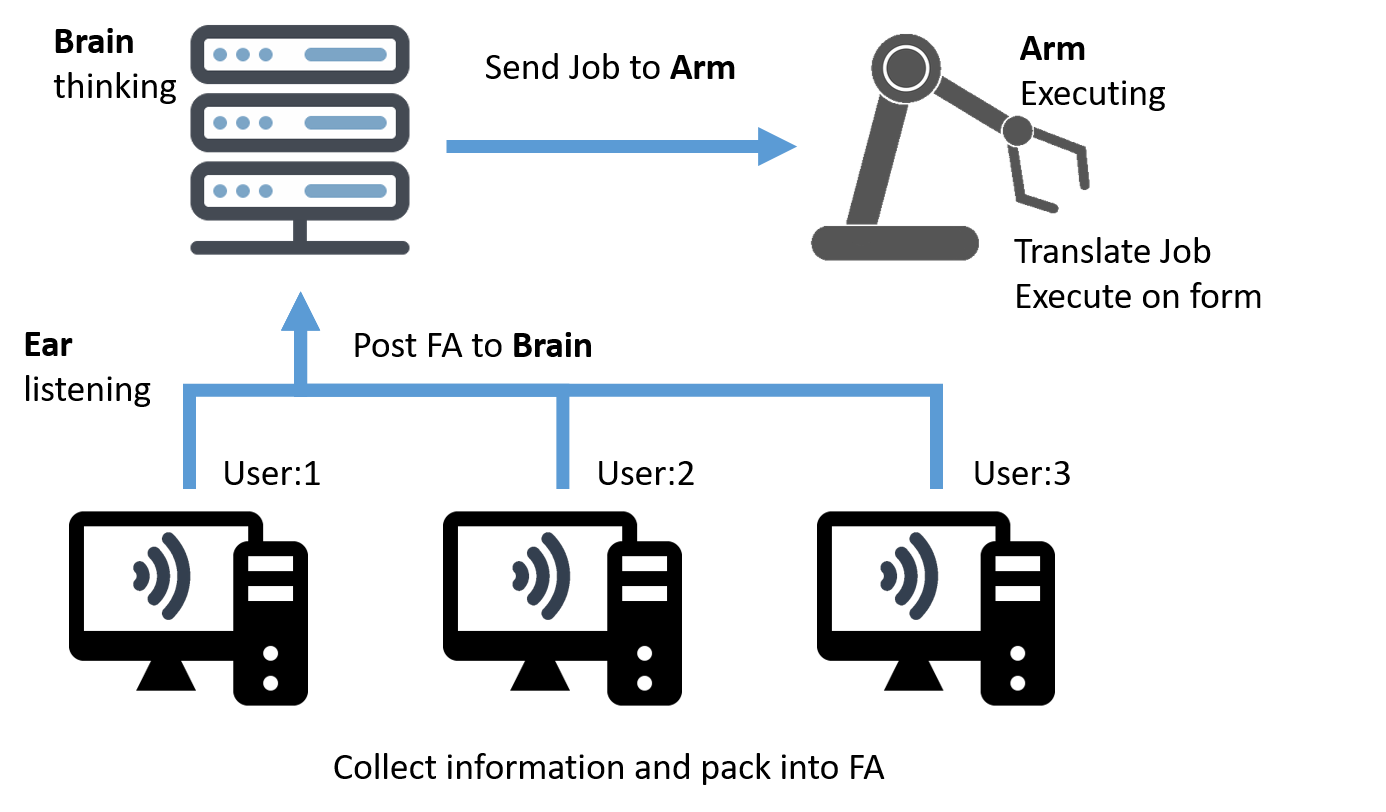 Brain
thinking
Send Job to Arm
Arm
Executing
Translate Job
Execute on form
Ear
listening
Post FA to Brain
User:1
User:2
User:3
Collect information and pack into FA